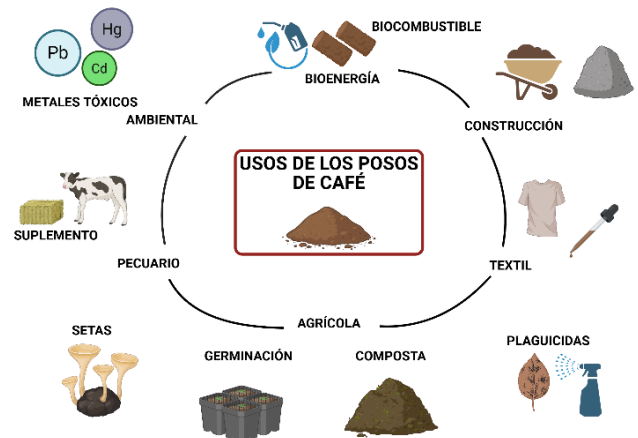 BIOCOMBUSTIBLE
BIOENERGÍA
Hg
Pb
Cd
METALES TÓXICOS
AMBIENTAL
CONSTRUCCIÓN
USOS DE LOS POSOS
DE CAFÉ
SUPLEMENTO
PECUARIO
TEXTIL
AGRÍCOLA
SETAS
GERMINACIÓN
COMPOSTA
PLAGUICIDAS